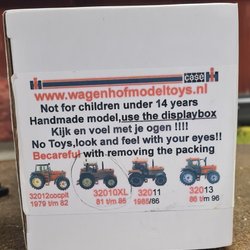 CASE
www.wagenhofmodeltoys.nl
Not for children under 14 years
Handmade model,use the displaybox
Kijk en voel met je ogen !!!!
No Toys,look and feel with your eyes!!
Becareful with removing the packing
32012oocpit 32010XL 32011 32013
1979 t/m 82 81 t/m 86 1985/86 86 t/m 96